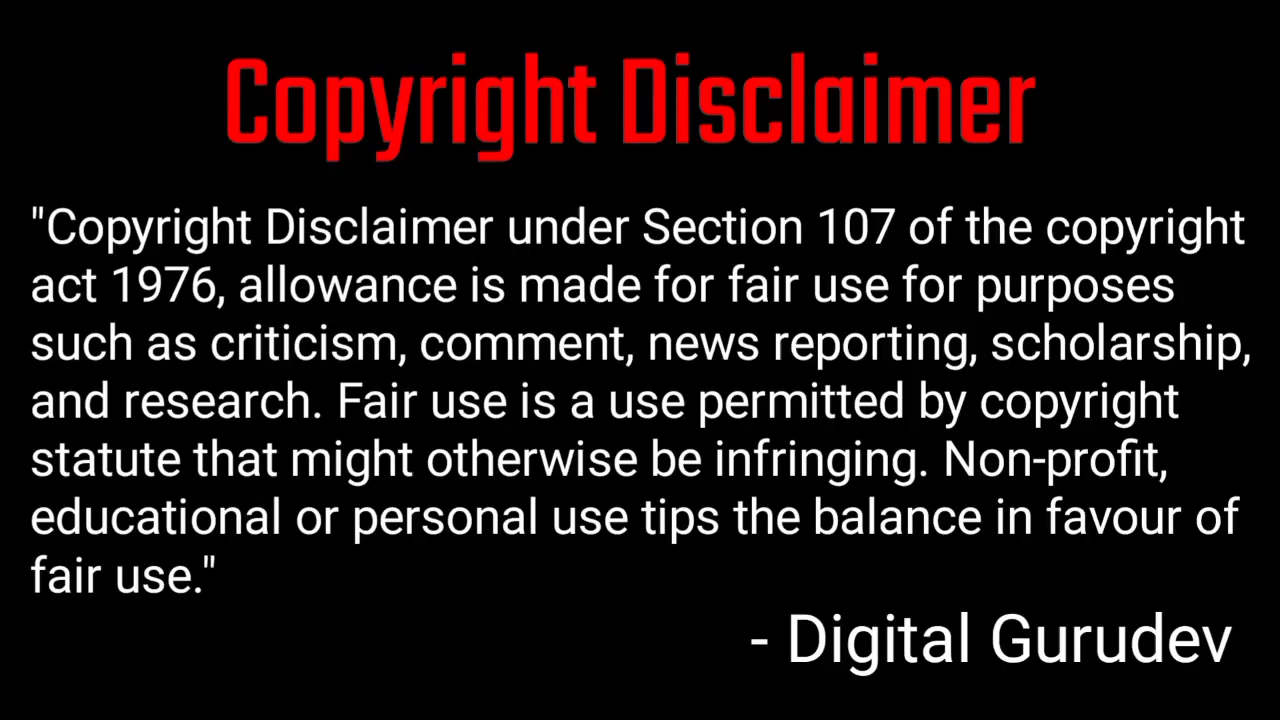 Copyright Disclaimer
"Copyright Disclaimer under Section 107 of the copyright
act 1976, allowance is made for fair use for purposes
such as criticism, comment, news reporting, scholarship,
and research. Fair use is a use permitted by copyright
statute that might otherwise be infringing. Non-profit,
educational or personal use tips the balance in favour of
fair use."
- Digital Gurudev